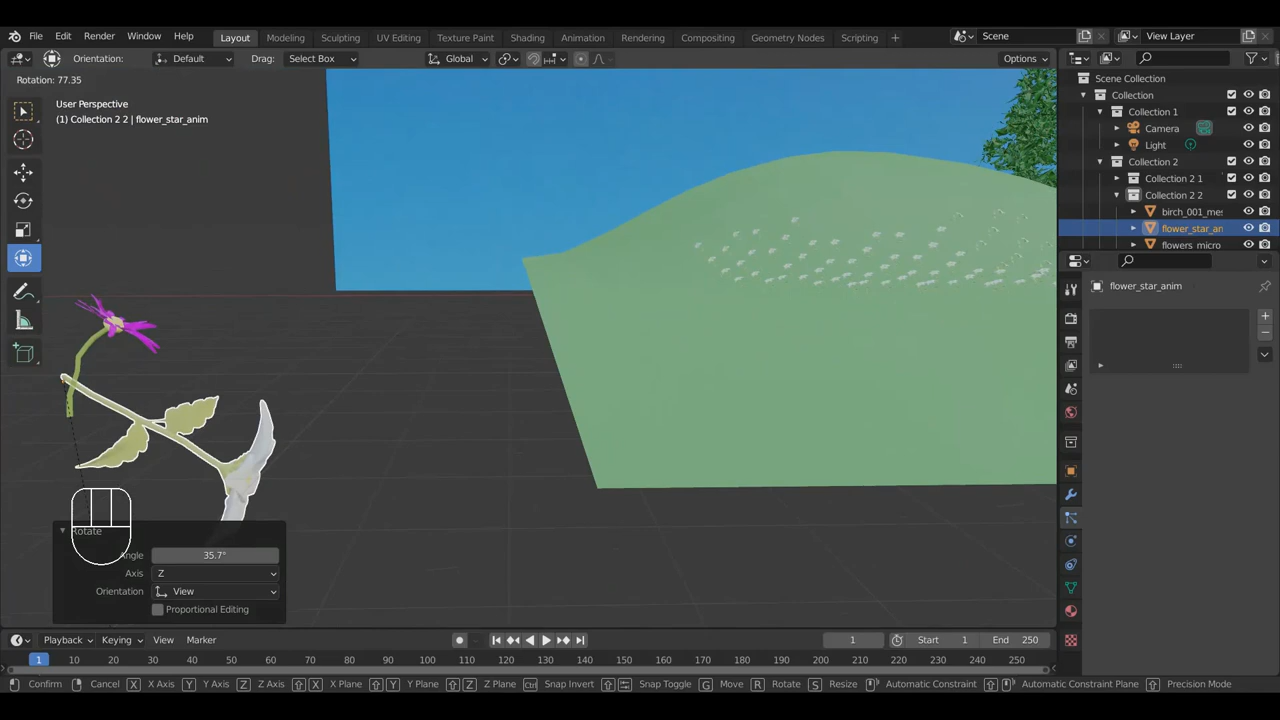 File Edit Render Window Help Layout Modeling Sculpting UV Editing Texture Paint Shading Animation Rendering Compositing Geometry Nodes Scripting + Scene View Layer
Orientation: Default Drag: Select Box Global Options
Rotation: 77.35
User Perspective
(1) Collection 2 2 | flower_star_anim
Scene Collection
Collection
Collection 1
Camera
Light
Collection 2
Collection 2 1
Collection 2 2
birch_001_mes
flower_star_an
flowers_micro
flower_star_anim
Rotate
Angle 35.7°
Axis Z
Orientation View
Proportional Editing
Playback Keying View Marker 1 Start 1 End 250
1 10 20 30 40 50 60 70 80 90 100 110 120 130 140 150 160 170 180 190 200 210 220 230 240 250
Confirm Cancel X X Axis Y Y Axis Z Z Axis X X Plane Y Y Plane Z Z Plane Ctrl Snap Invert Snap Toggle G Move R Rotate S Resize Automatic Constraint Automatic Constraint Plane Precision Mode